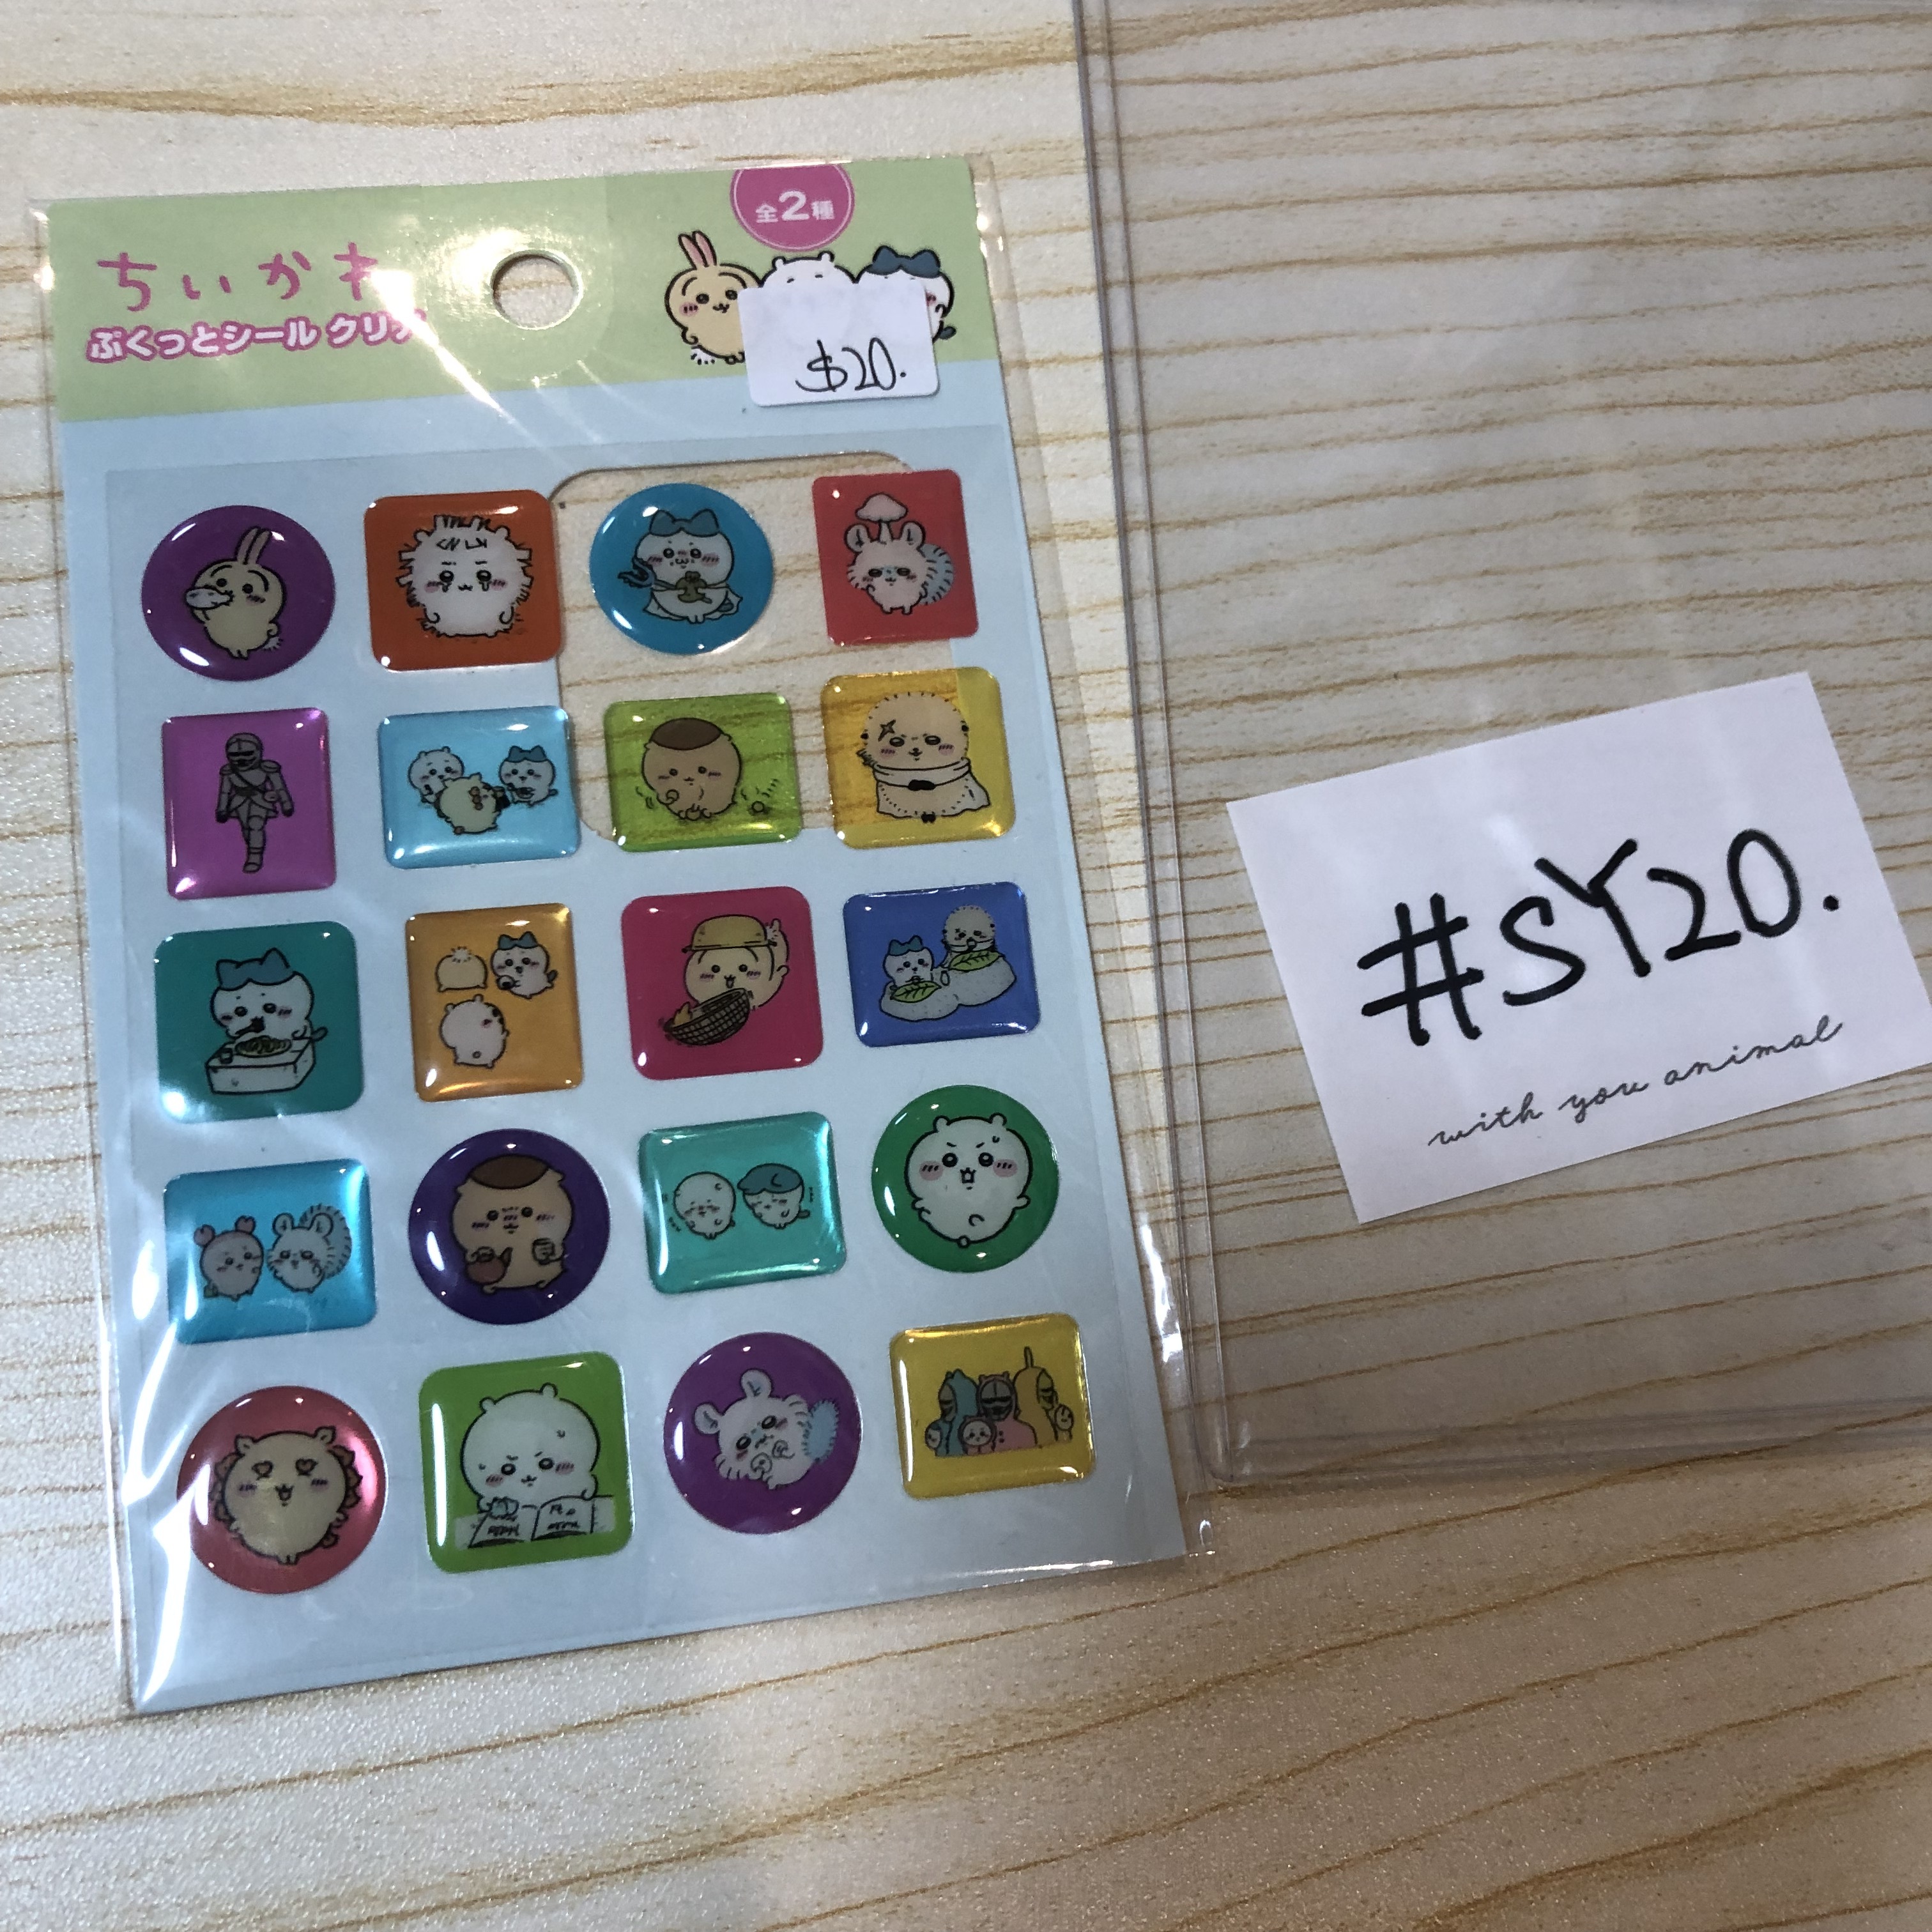 全2種
ちいかわ
ぷくっとシール クリア
$20.
#SY20.
with you animal